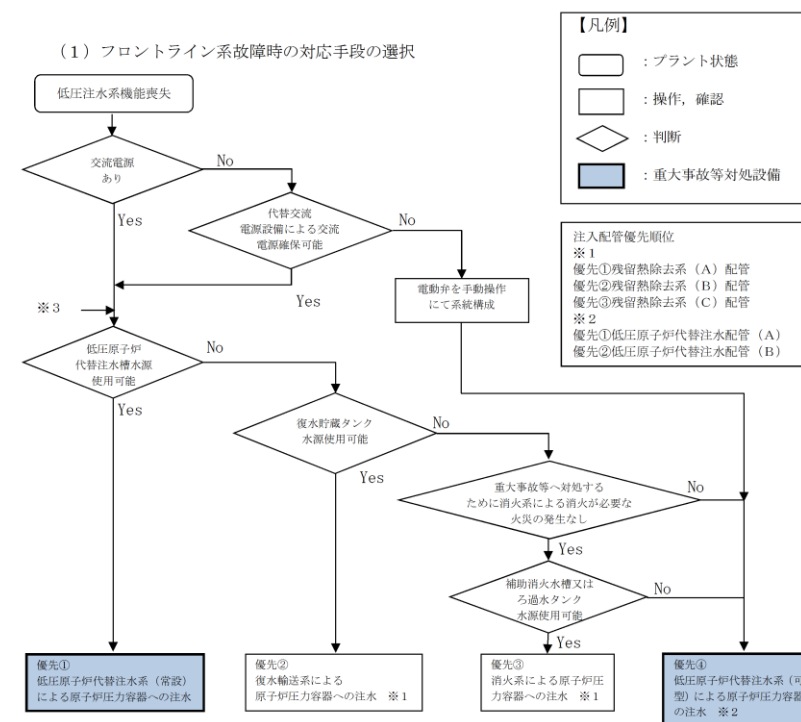 (1)フロントライン系故障時の対応手段の選択
【凡例】
:プラント状態
:操作,確認
:判断
:重大事故等対処設備
低圧注水系機能喪失
交流電源
あり
No
Yes
代替交流
電源設備による交流
電源確保可能
No
Yes
電動弁を手動操作
にて系統構成
注入配管優先順位
※1
優先①残留熱除去系(A)配管
優先②残留熱除去系(B)配管
優先③残留熱除去系(C)配管
※2
優先①低圧原子炉代替注水配管(A)
優先②低圧原子炉代替注水配管(B)
※3
低圧原子炉
代替注水槽水源
使用可能
No
Yes
復水貯蔵タンク
水源使用可能
No
Yes
重大事故等へ対処する
ために消火系による消火が必要な
火災の発生なし
No
Yes
補助消火水槽又は
ろ過水タンク
水源使用可能
No
Yes
優先①
低圧原子炉代替注水系(常設)
による原子炉圧力容器への注水
優先②
復水輸送系による
原子炉圧力容器への注水 ※1
優先③
消火系による原子炉圧
力容器への注水 ※1
優先④
低圧原子炉代替注水系(可
型)による原子炉圧力容器
の注水 ※2